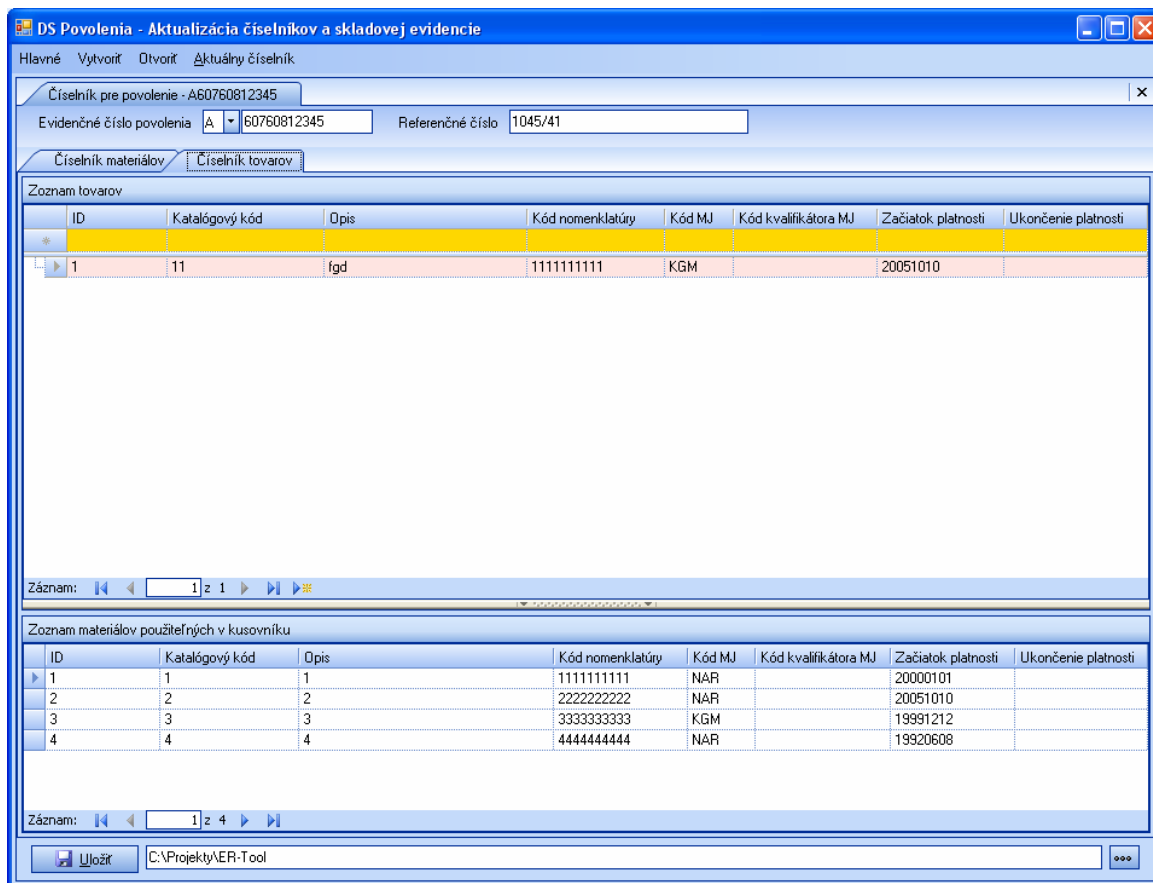 DS Povolenia - Aktualizácia číselníkov a skladovej evidencie
Hlavné Vytvoriť Otvoriť Aktuálny číselník
Číselník pre povolenie - A60760812345
Evidenčné číslo povolenia A 60760812345 Referenčné číslo 1045/41
Číselník materiálov Číselník tovarov
Zoznam tovarov
ID Katalógový kód Opis Kód nomenklatúry Kód MJ Kód kvalifikátora MJ Začiatok platnosti Ukončenie platnosti
1 11 fgd 1111111111 KGM 20051010
Záznam: 1 z 1
Zoznam materiálov použiteľných v kusovníku
ID Katalógový kód Opis Kód nomenklatúry Kód MJ Kód kvalifikátora MJ Začiatok platnosti Ukončenie platnosti
1 1 1 1111111111 NAR 20000101
2 2 2 2222222222 NAR 20051010
3 3 3 3333333333 KGM 19991212
4 4 4 4444444444 NAR 19920608
Záznam: 1 z 4
Uložiť C:\Projekty\ER-Tool